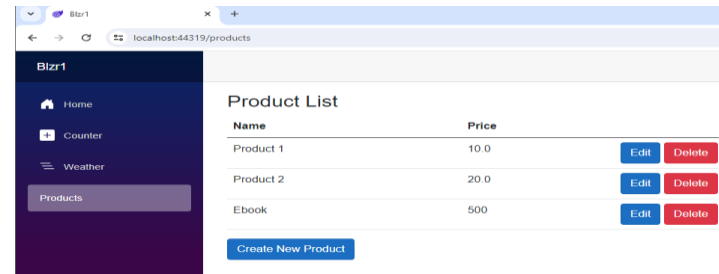 Blzr1
localhost:44319/products
Blzr1
Home
Counter
Weather
Products
Product List
Name Price
Product 1 10.0 Edit Delete
Product 2 20.0 Edit Delete
Ebook 500 Edit Delete
Create New Product